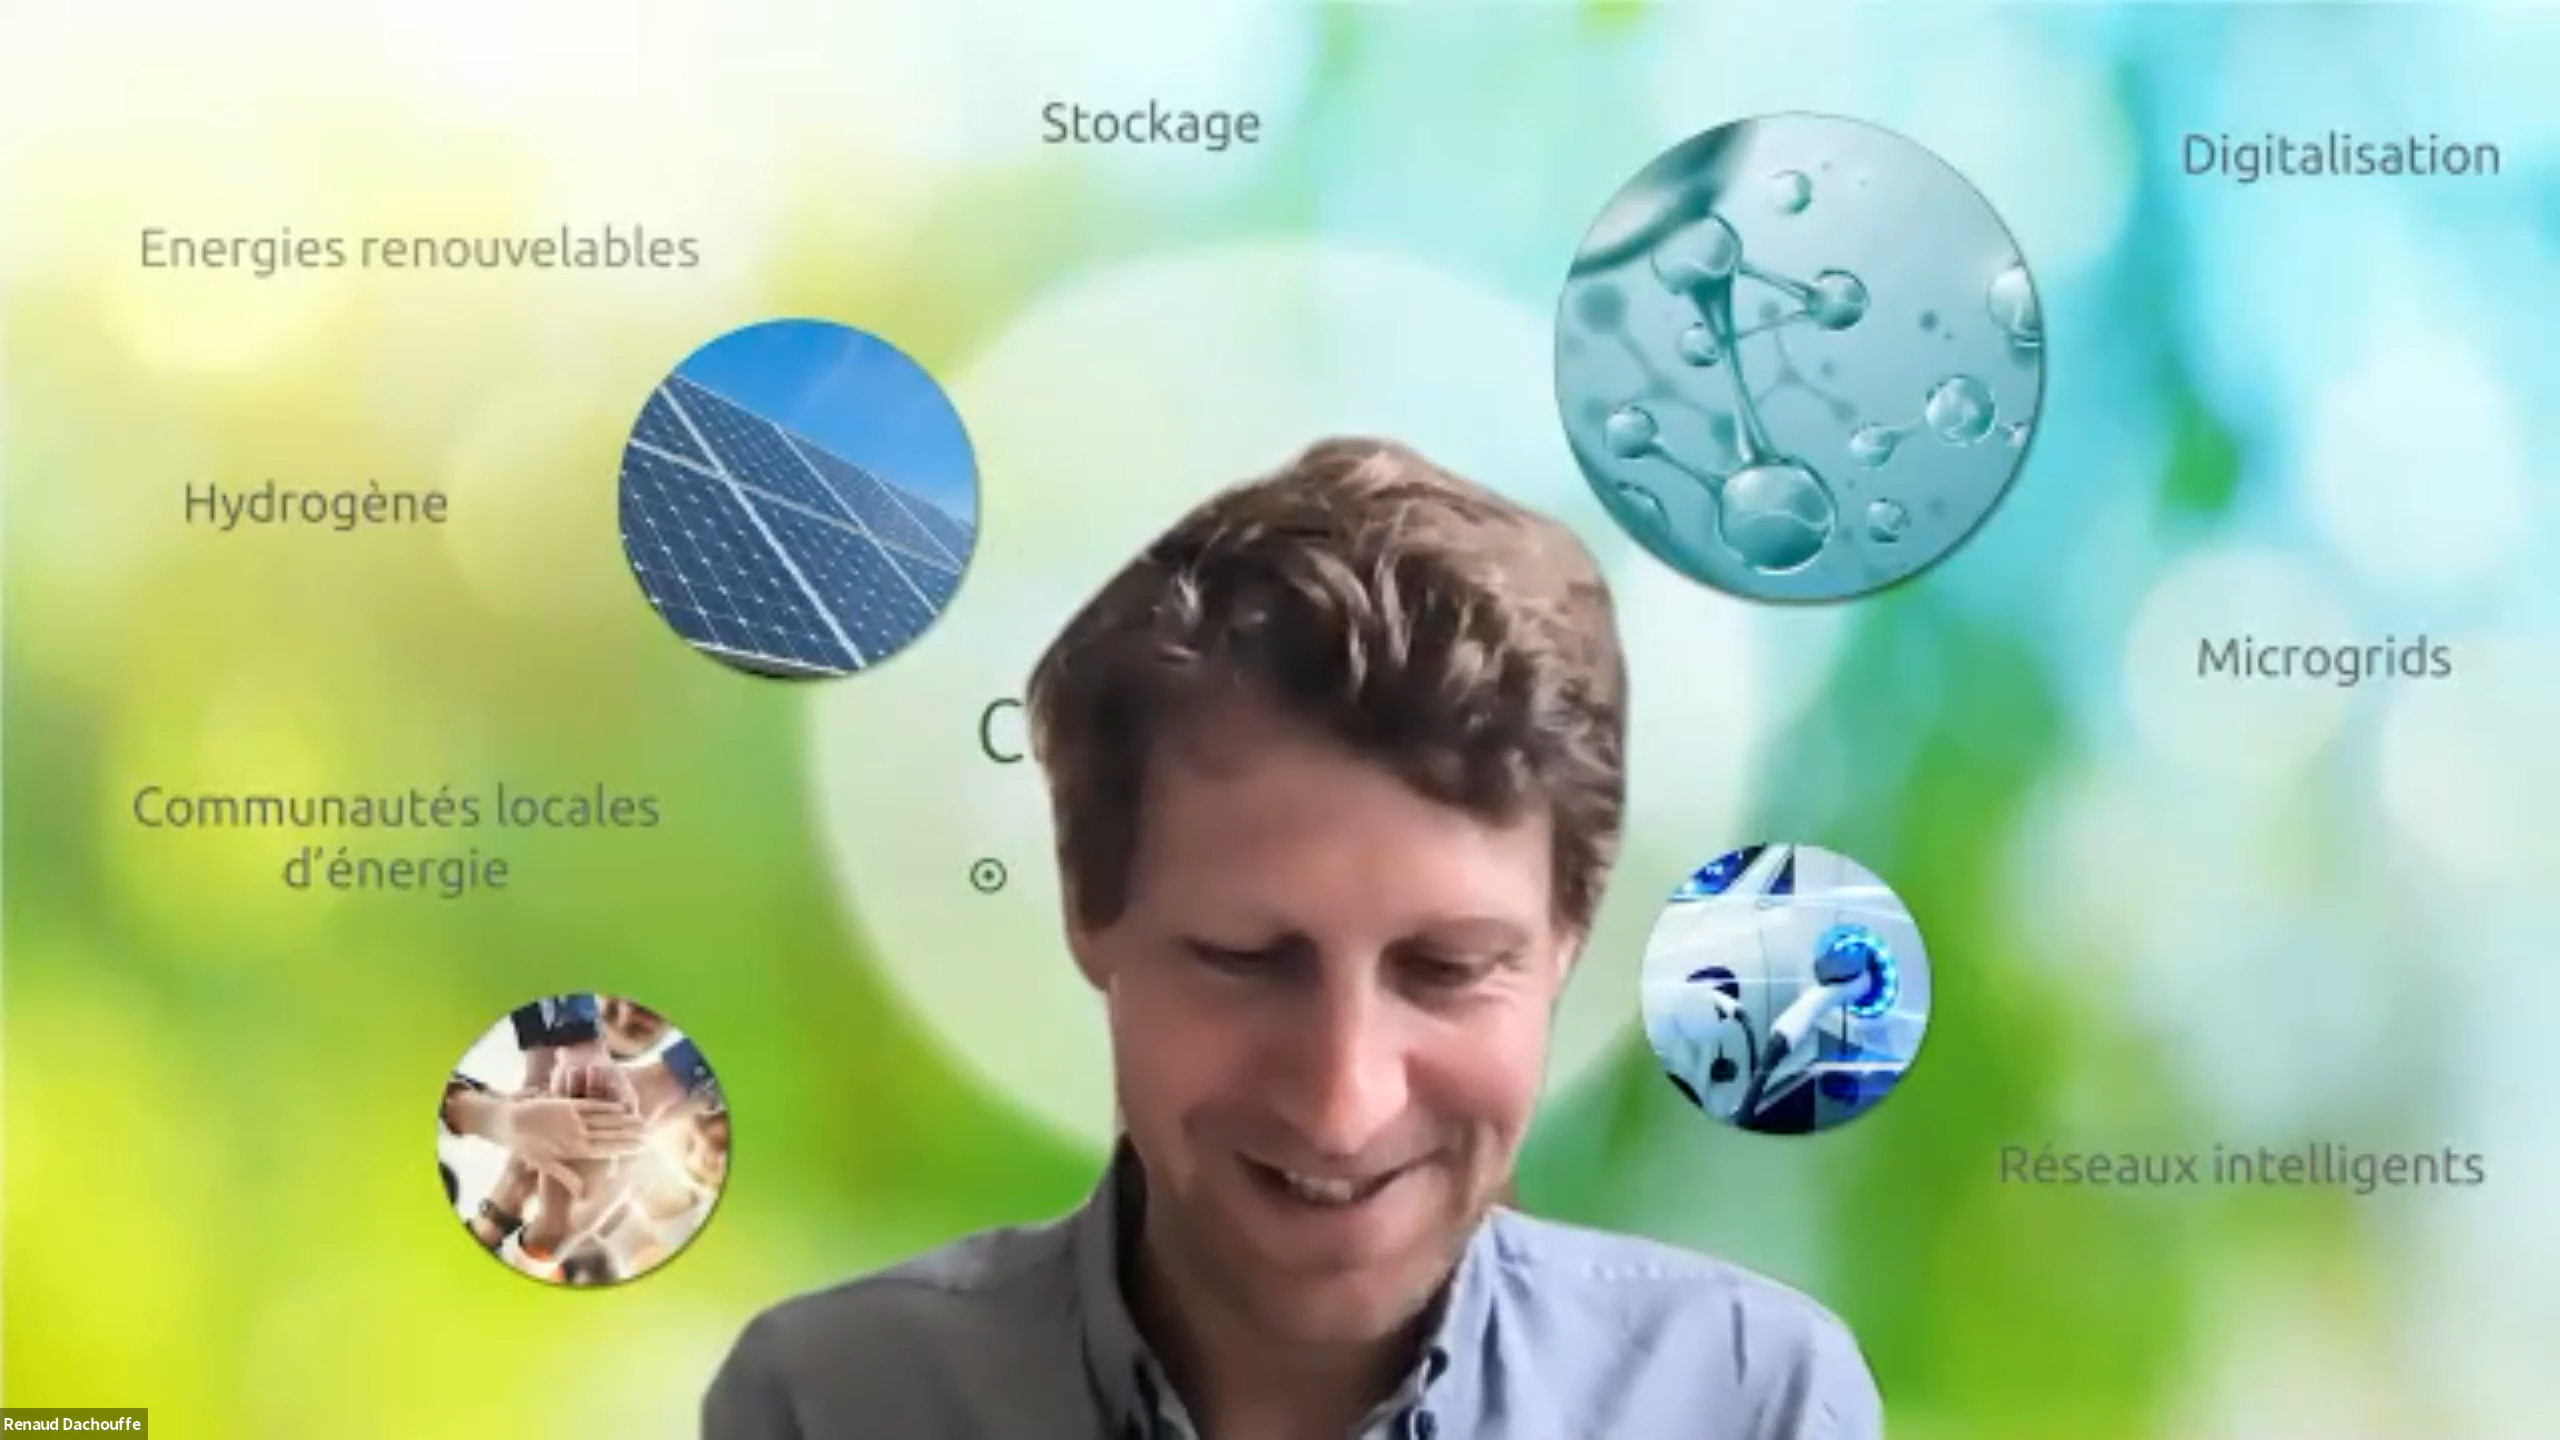 Stockage
Digitalisation
Energies renouvelables
Hydrogène
Microgrids
C
Communautés locales
d'énergie
Réseaux intelligents
Renaud Dachouffe